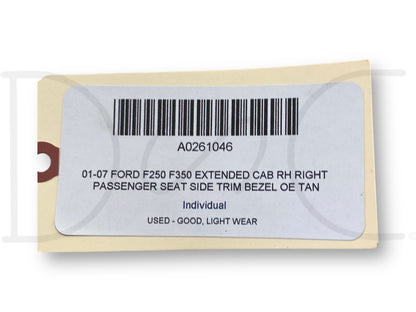 A0261046
01-07 FORD F250 F350 EXTENDED CAB RH RIGHT
PASSENGER SEAT SIDE TRIM BEZEL OE TAN
Individual
USED - GOOD, LIGHT WEAR